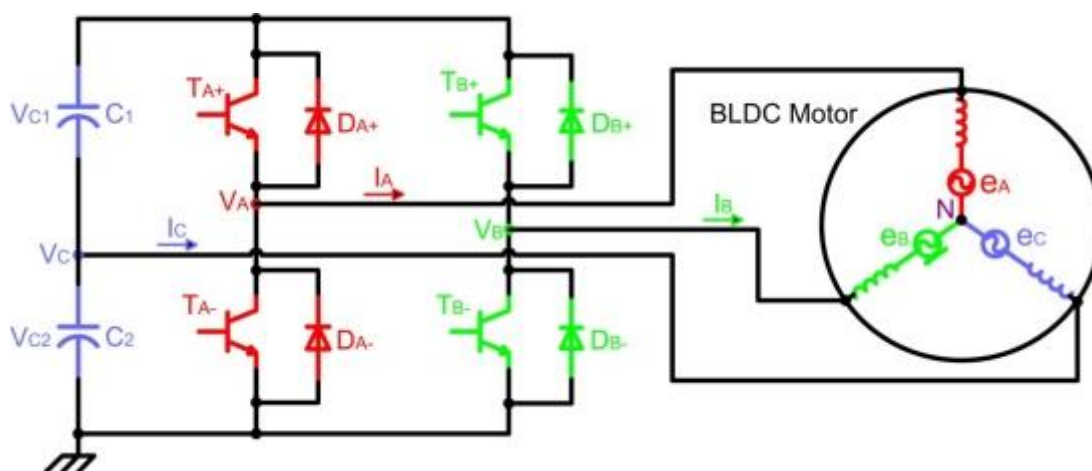 TA+
DA+
TB+
DB+
BLDC Motor
VC1
C1
IA
eA
VA
IC
VB
IB
N
eB
eC
VC
TA-
DA-
TB-
DB-
VC2
C2